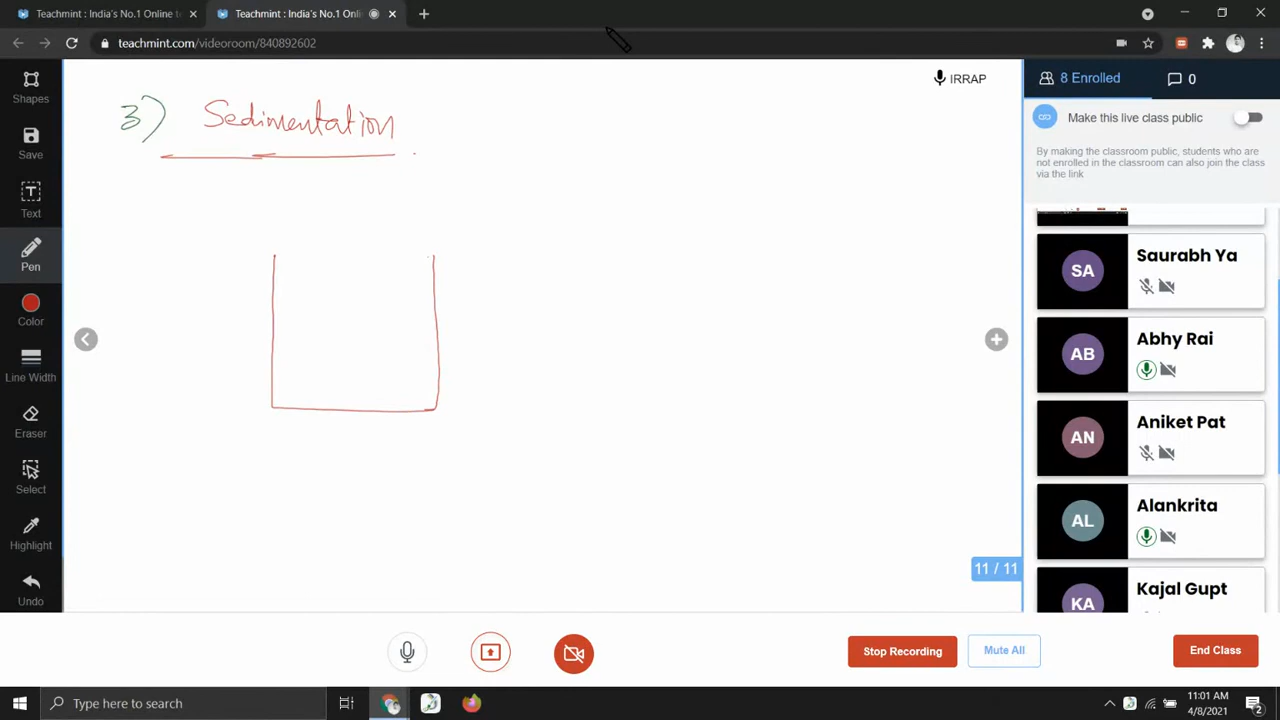 Teachmint : India's No.1 Online te
Teachmint : India's No.1 Onli
teachmint.com/videoroom/840892602
Shapes
Save
Text
Pen
Color
Line Width
Eraser
Select
Highlight
Undo
3) Sedimentation
IRRAP
11 / 11
8 Enrolled
0
Make this live class public
By making the classroom public, students who are
not enrolled in the classroom can also join the class
via the link
SA
Saurabh Ya
AB
Abhy Rai
AN
Aniket Pat
AL
Alankrita
KA
Kajal Gupt
Stop Recording
Mute All
End Class
Type here to search
11:01 AM
4/8/2021
2